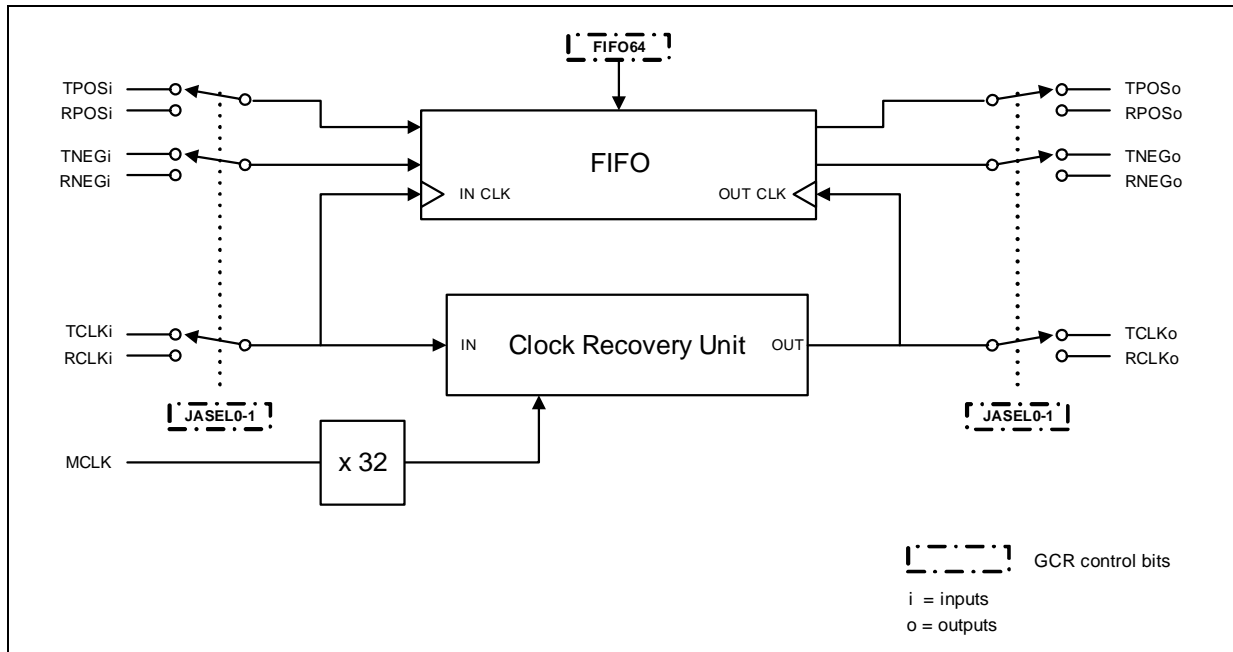 FIFO64
TPOSi
RPOSi
TNEGi
RNEGi
FIFO
IN CLK
OUT CLK
TPOSo
RPOSo
TNEGo
RNEGo
TCLKi
RCLKi
IN
Clock Recovery Unit
OUT
TCLKo
RCLKo
JASEL0-1
JASEL0-1
MCLK
x 32
GCR control bits
i = inputs
o = outputs